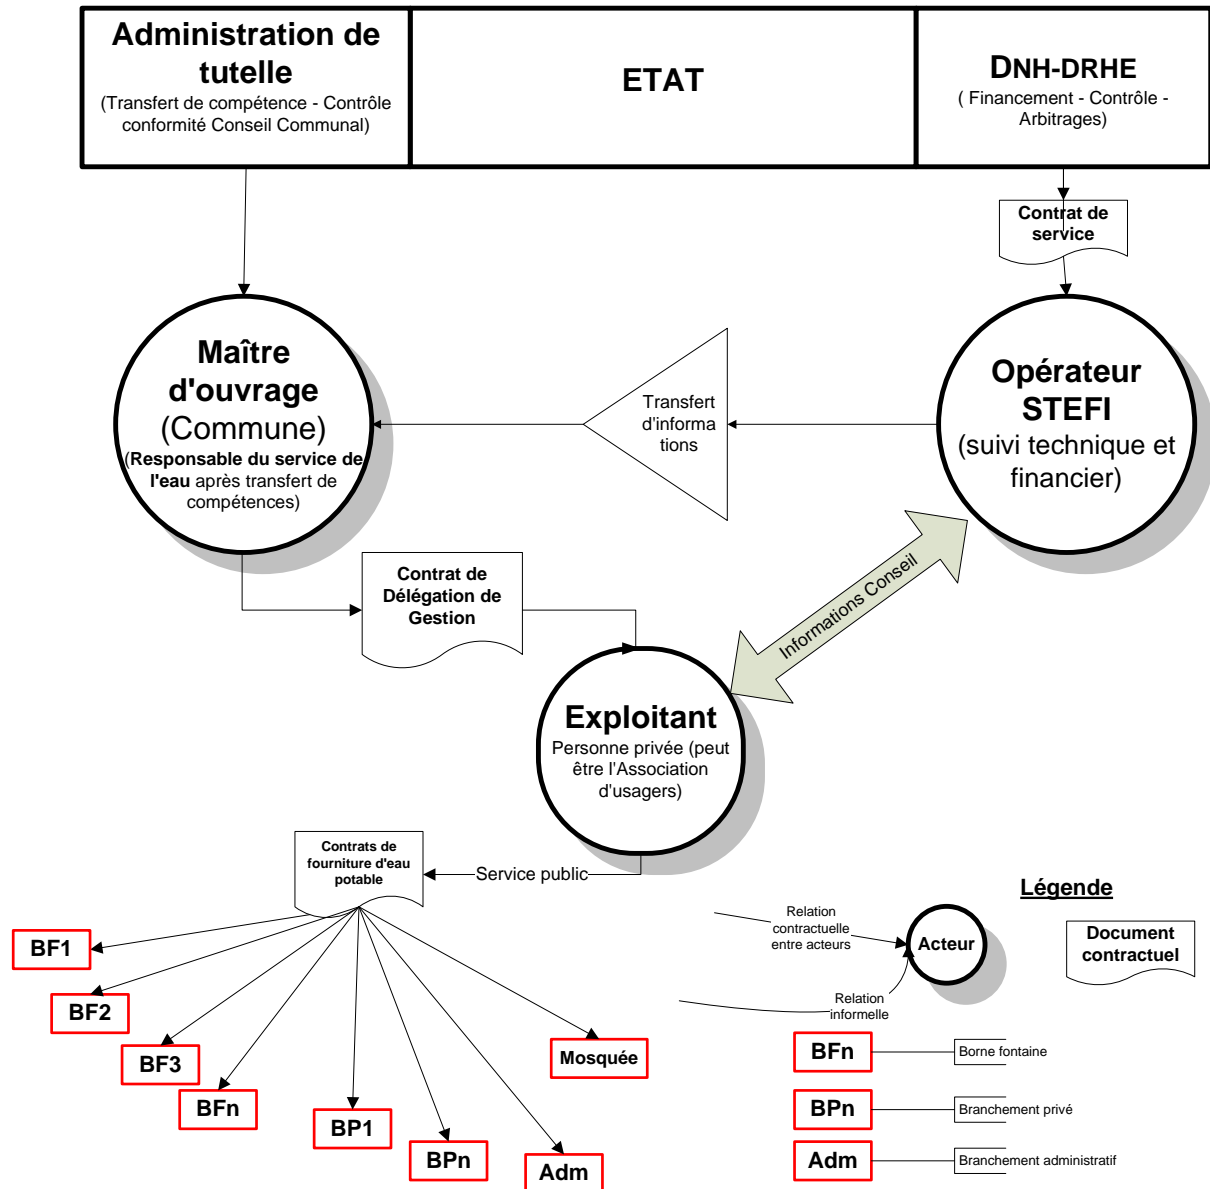 Administration de
tutelle
(Transfert de compétence - Contrôle
conformité Conseil Communal)
ETAT
DNH-DRHE
( Financement - Contrôle -
Arbitrages)
Contrat de
service
Maître
d'ouvrage
(Commune)
(Responsable du service de
l'eau après transfert de
compétences)
Transfert
d'informa
tions
Opérateur
STEFI
(suivi technique et
financier)
Contrat de
Délégation de
Gestion
Informations Conseil
Exploitant
Personne privée (peut
être l'Association
d'usagers)
Contrats de
fourniture d'eau
potable
Service public
BF1
BF2
BF3
BFn
BP1
BPn
Adm
Mosquée
Légende
Relation
contractuelle
entre acteurs
Acteur
Document
contractuel
Relation
informelle
BFn
Borne fontaine
BPn
Branchement privé
Adm
Branchement administratif